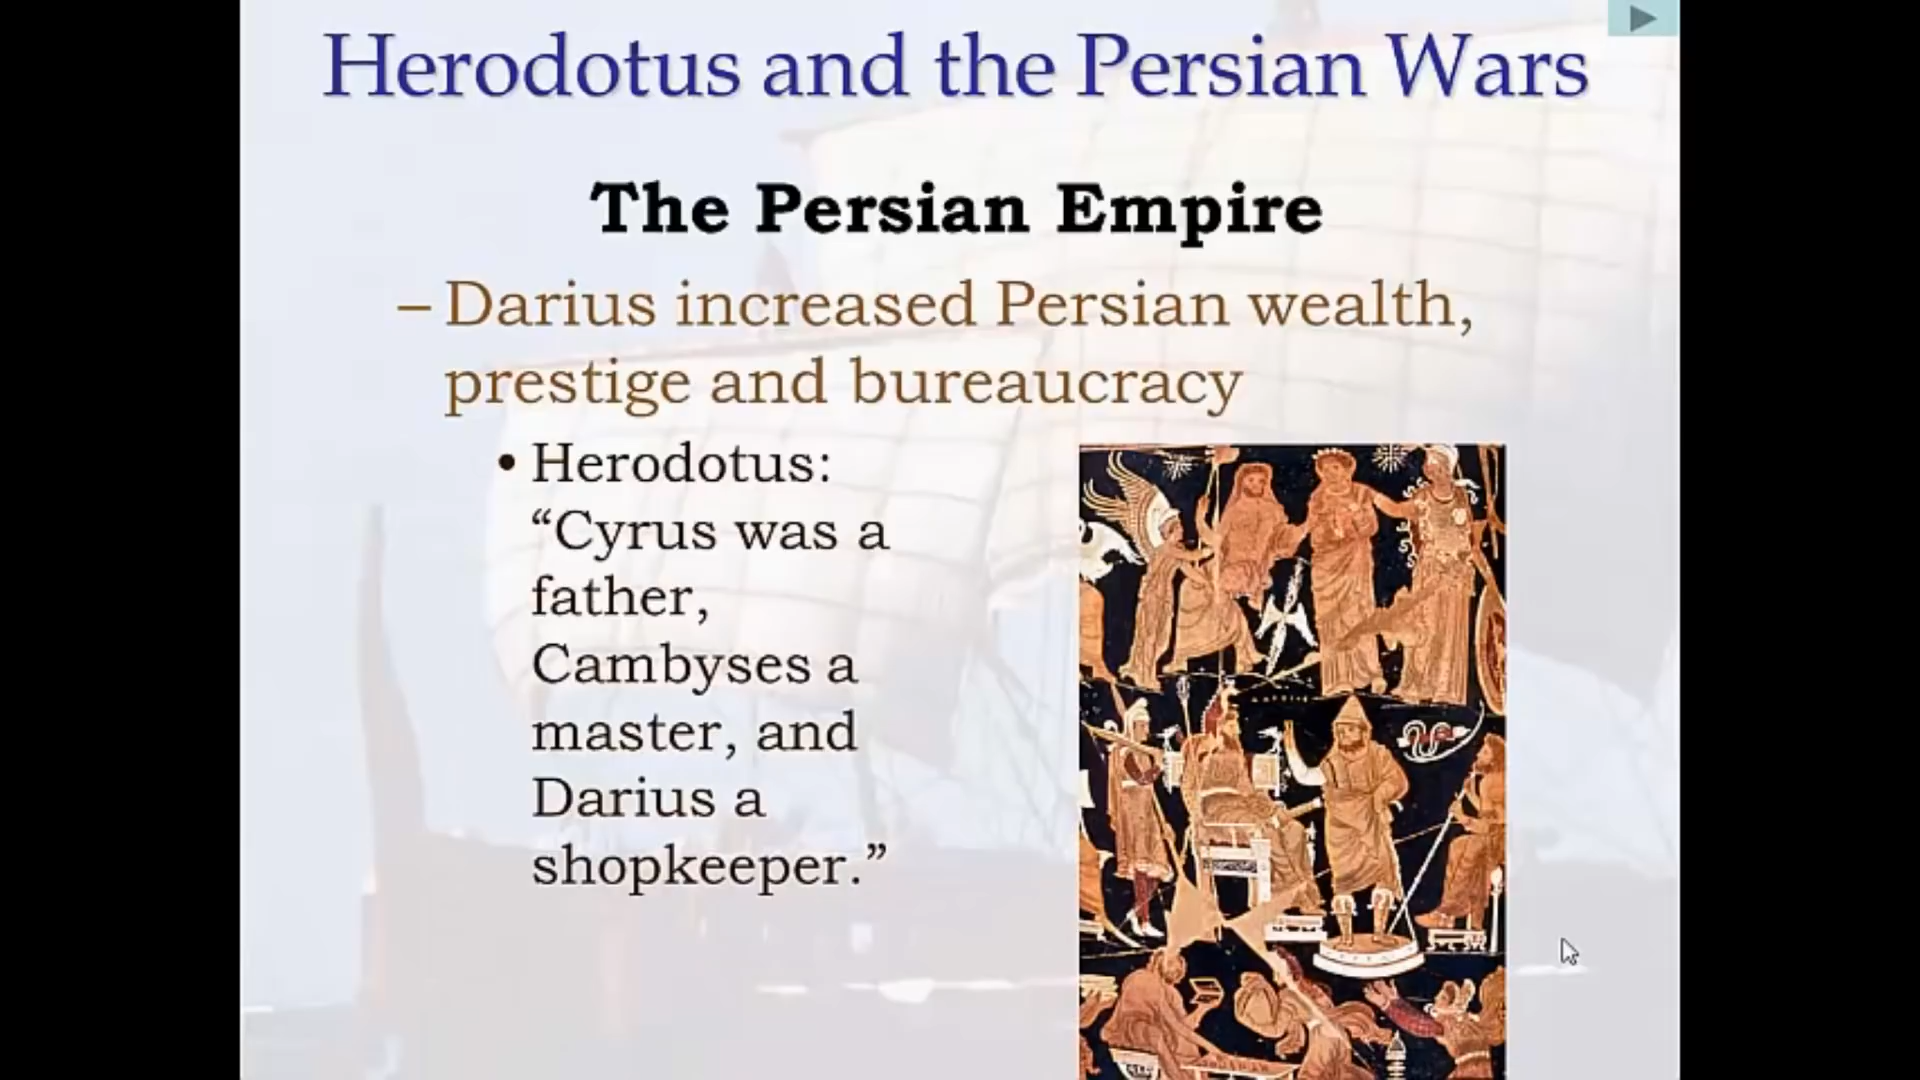 Herodotus and the Persian Wars
The Persian Empire
– Darius increased Persian wealth,
prestige and bureaucracy
• Herodotus:
“Cyrus was a
father,
Cambyses a
master, and
Darius a
shopkeeper.”